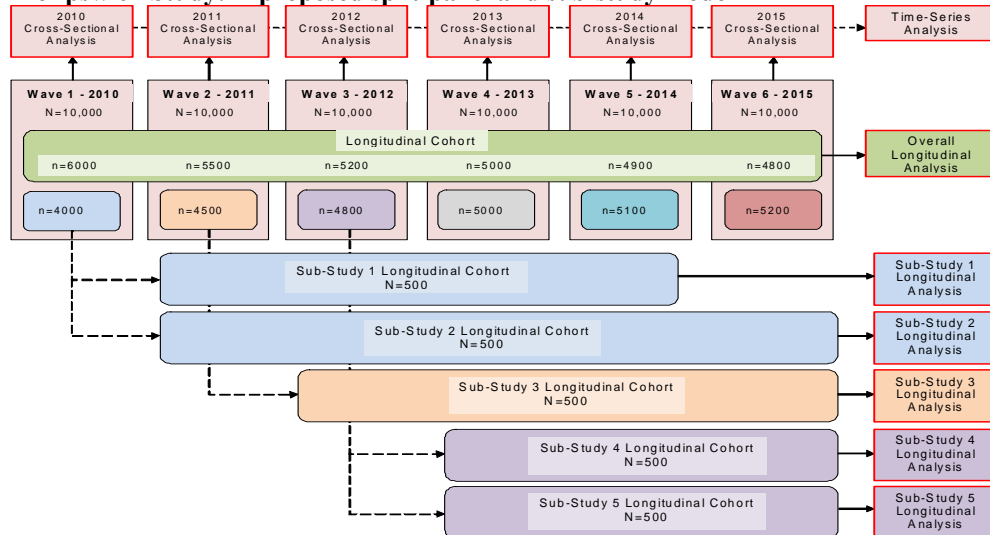 2010
Cross-Sectional
Analysis
2011
Cross-Sectional
Analysis
2012
Cross-Sectional
Analysis
2013
Cross-Sectional
Analysis
2014
Cross-Sectional
Analysis
2015
Cross-Sectional
Analysis
Time-Series
Analysis
Wave 1 - 2010
N=10,000
Wave 2 - 2011
N=10,000
Wave 3 - 2012
N=10,000
Wave 4 - 2013
N=10,000
Wave 5 - 2014
N=10,000
Wave 6 - 2015
N=10,000
Longitudinal Cohort
n=6000
n=5500
n=5200
n=5000
n=4900
n=4800
Overall
Longitudinal
Analysis
n=4000
n=4500
n=4800
n=5000
n=5100
n=5200
Sub-Study 1 Longitudinal Cohort
N=500
Sub-Study 1
Longitudinal
Analysis
Sub-Study 2 Longitudinal Cohort
N=500
Sub-Study 2
Longitudinal
Analysis
Sub-Study 3 Longitudinal Cohort
N=500
Sub-Study 3
Longitudinal
Analysis
Sub-Study 4 Longitudinal Cohort
N=500
Sub-Study 4
Longitudinal
Analysis
Sub-Study 5 Longitudinal Cohort
N=500
Sub-Study 5
Longitudinal
Analysis